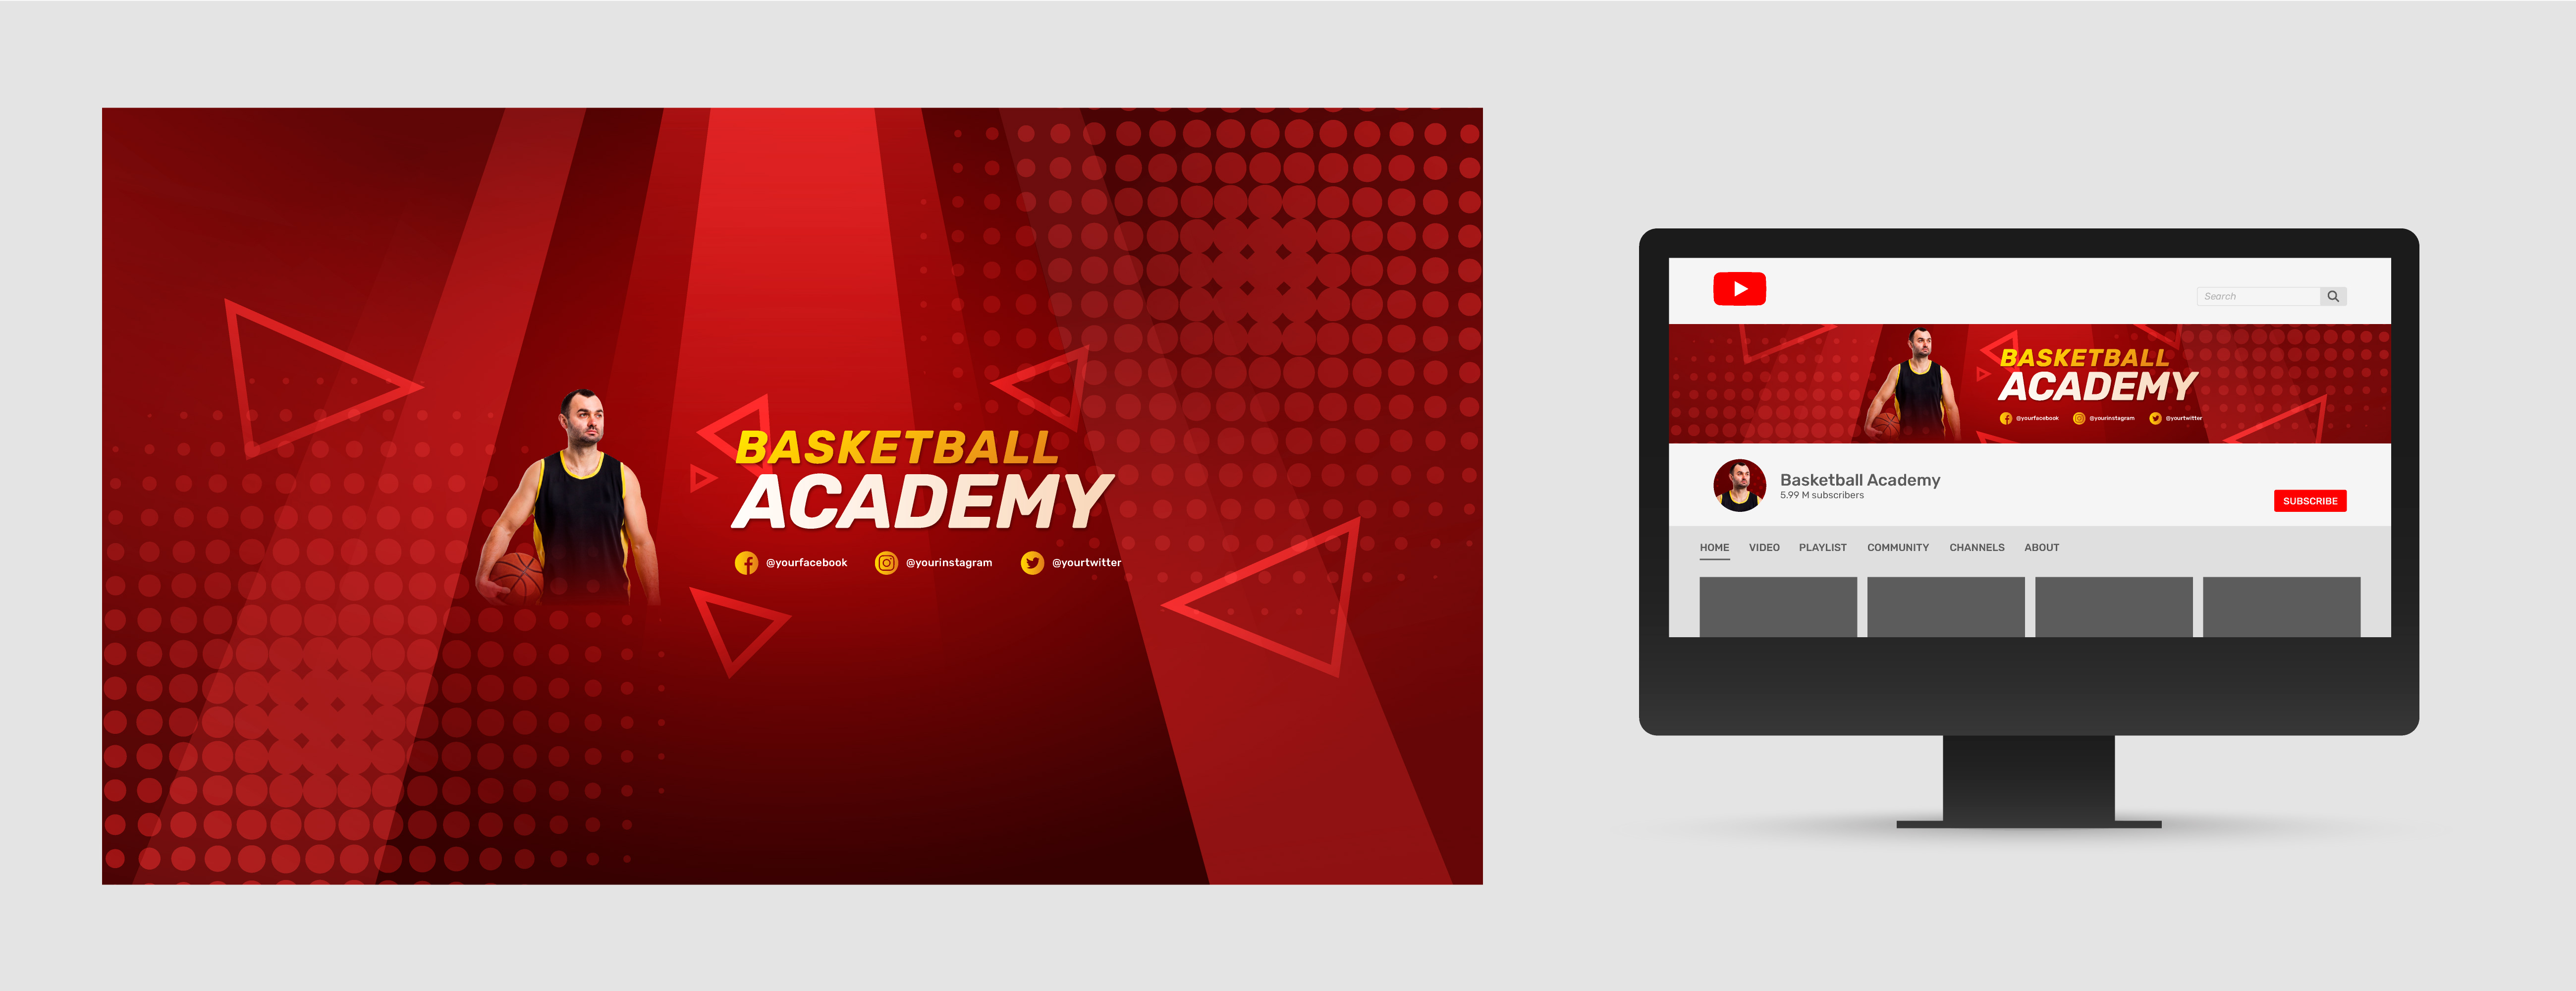 BASKETBALL
ACADEMY
@yourfacebook @yourinstagram @yourtwitter
Search
BASKETBALL
ACADEMY
@yourfacebook @yourinstagram @yourtwitter
Basketball Academy
5.99 M subscribers
SUBSCRIBE
HOME VIDEO PLAYLIST COMMUNITY CHANNELS ABOUT